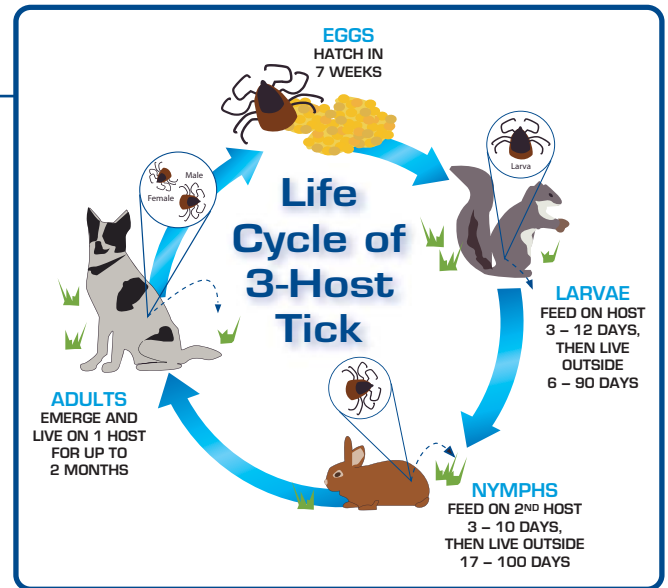 EGGS
HATCH IN
7 WEEKS
Larva
Male
Female
Life
Cycle of
3-Host
Tick
LARVAE
FEED ON HOST
3 – 12 DAYS,
THEN LIVE
OUTSIDE
6 – 90 DAYS
ADULTS
EMERGE AND
LIVE ON 1 HOST
FOR UP TO
2 MONTHS
NYMPHS
FEED ON 2ND HOST
3 – 10 DAYS,
THEN LIVE OUTSIDE
17 – 100 DAYS